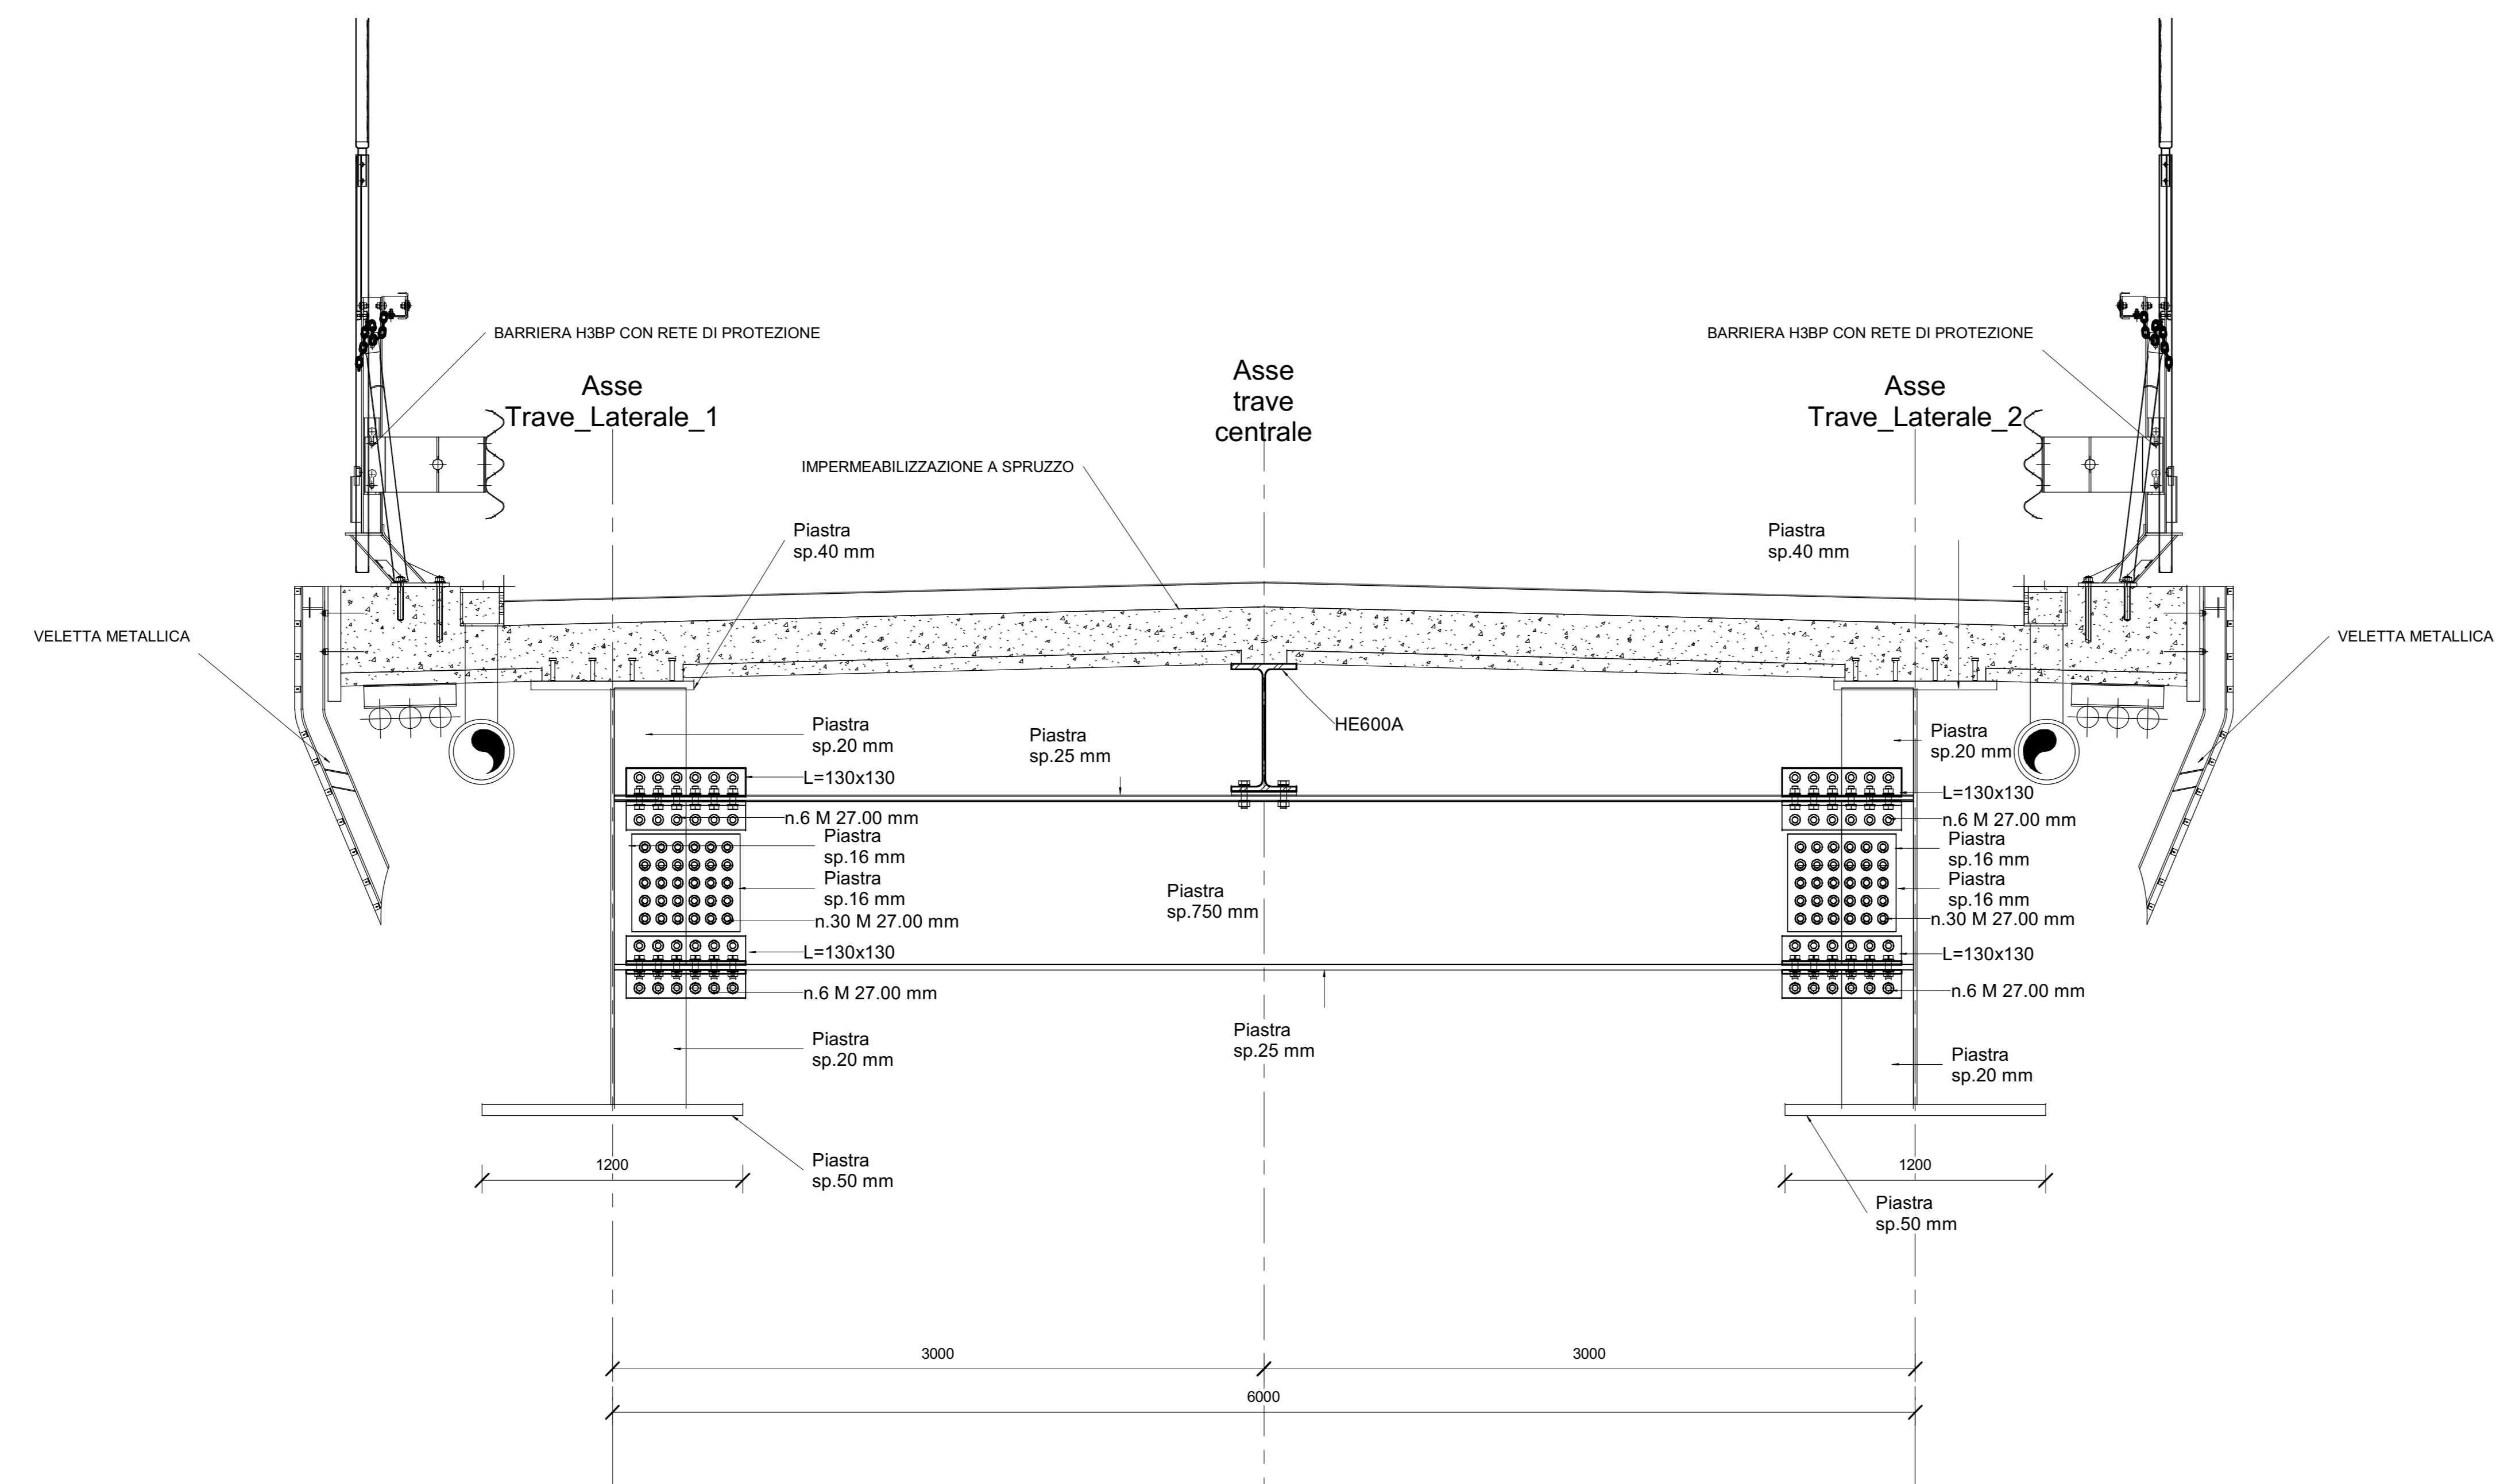 BARRIERA H3BP CON RETE DI PROTEZIONE
BARRIERA H3BP CON RETE DI PROTEZIONE
Asse
trave
centrale
Asse
Trave_Laterale_1
Asse
Trave_Laterale_2
IMPERMEABILIZZAZIONE A SPRUZZO
Piastra
sp.40 mm
Piastra
sp.40 mm
VELETTA METALLICA
VELETTA METALLICA
Piastra
sp.20 mm
Piastra
sp.25 mm
HE600A
Piastra
sp.20 mm
L=130x130
L=130x130
n.6 M 27.00 mm
n.6 M 27.00 mm
Piastra
sp.16 mm
Piastra
sp.16 mm
Piastra
sp.16 mm
Piastra
sp.16 mm
Piastra
sp.750 mm
n.30 M 27.00 mm
n.30 M 27.00 mm
L=130x130
L=130x130
n.6 M 27.00 mm
n.6 M 27.00 mm
Piastra
sp.20 mm
Piastra
sp.25 mm
Piastra
sp.20 mm
1200
1200
Piastra
sp.50 mm
Piastra
sp.50 mm
3000
3000
6000